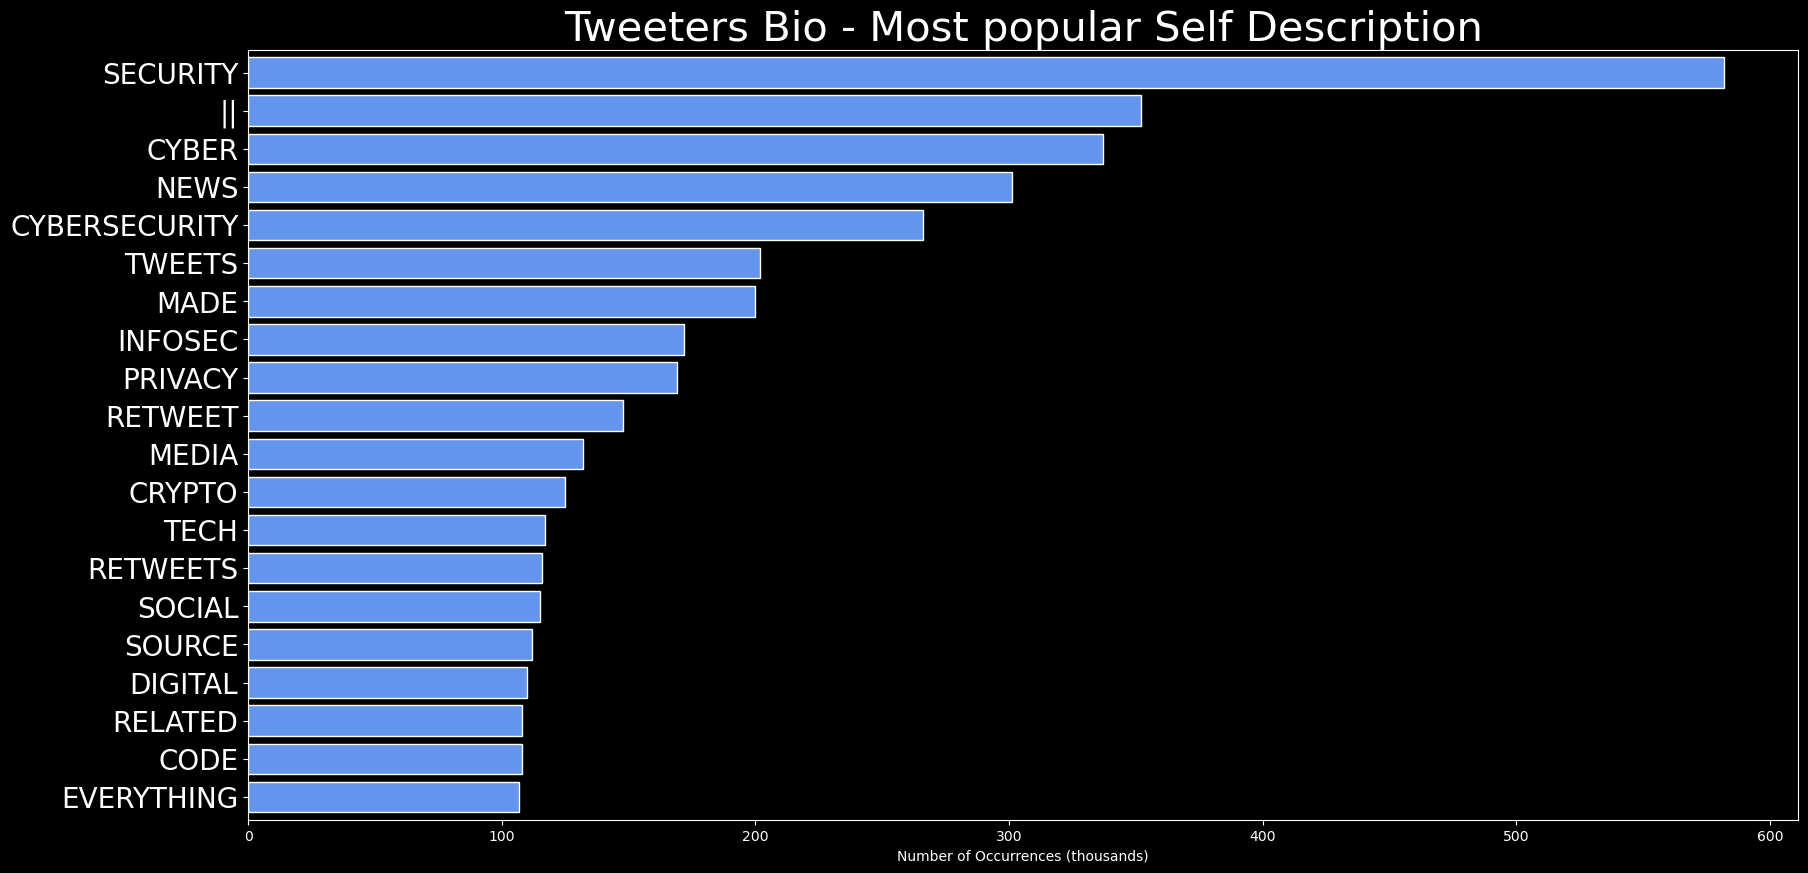 Tweeters Bio - Most popular Self Description
SECURITY
||
CYBER
NEWS
CYBERSECURITY
TWEETS
MADE
INFOSEC
PRIVACY
RETWEET
MEDIA
CRYPTO
TECH
RETWEETS
SOCIAL
SOURCE
DIGITAL
RELATED
CODE
EVERYTHING
0 100 200 300 400 500 600
Number of Occurrences (thousands)